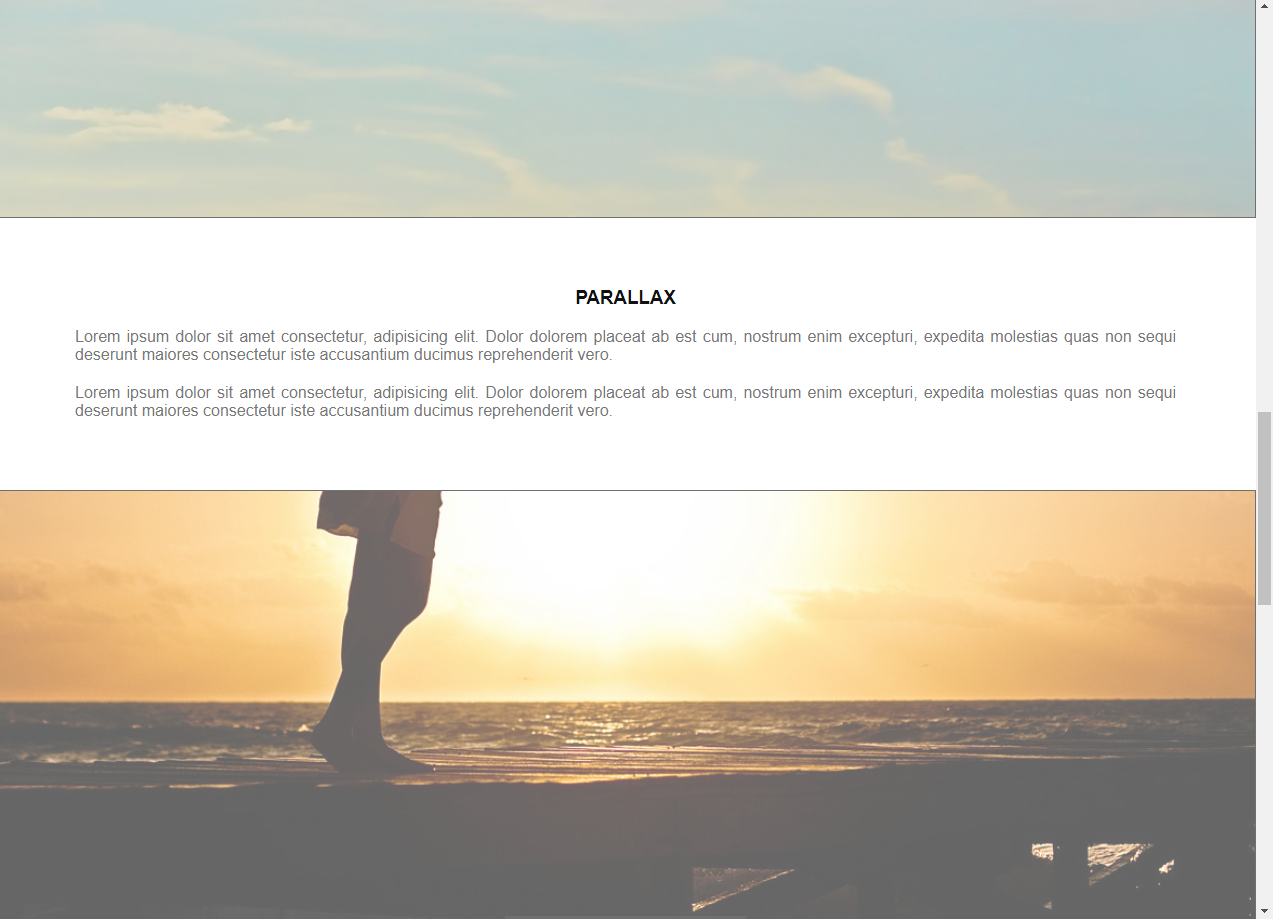 PARALLAX
Lorem ipsum dolor sit amet consectetur, adipisicing elit. Dolor dolorem placeat ab est cum, nostrum enim excepturi, expedita molestias quas non sequi
deserunt maiores consectetur iste accusantium ducimus reprehenderit vero.
Lorem ipsum dolor sit amet consectetur, adipisicing elit. Dolor dolorem placeat ab est cum, nostrum enim excepturi, expedita molestias quas non sequi
deserunt maiores consectetur iste accusantium ducimus reprehenderit vero.